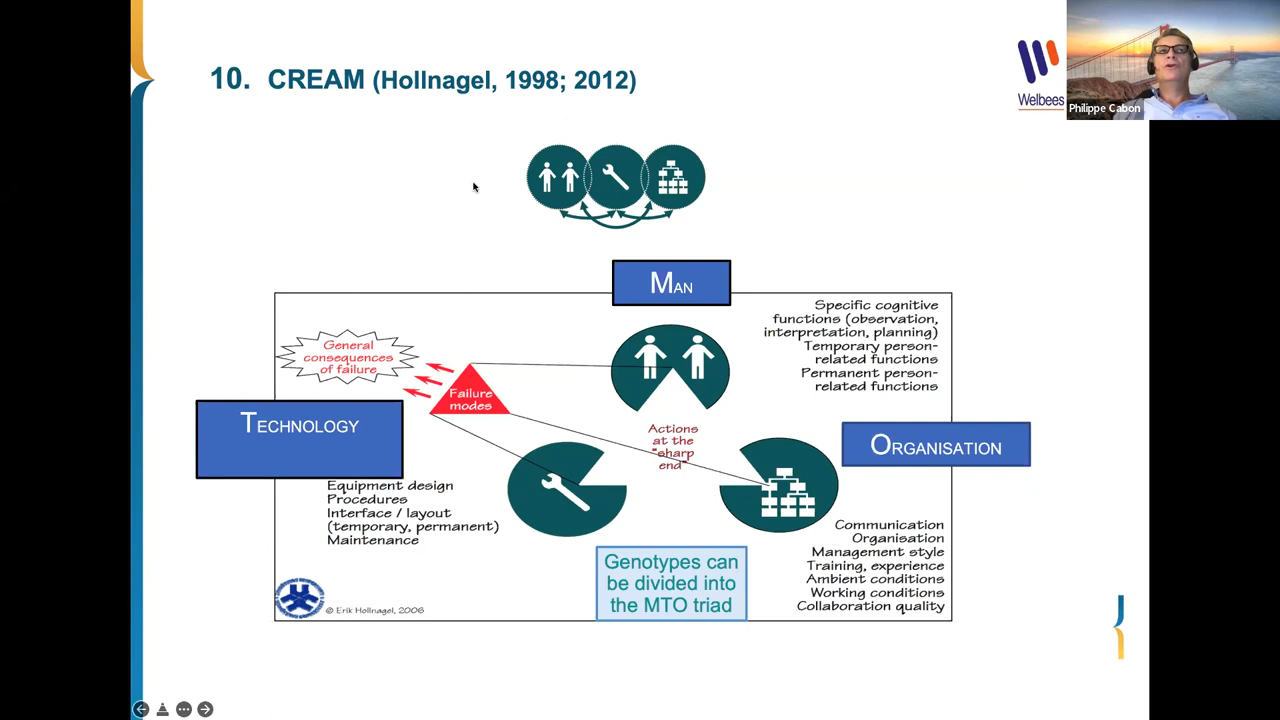 10. CREAM (Hollnagel, 1998; 2012)
Welbees
Philippe Cabon
MAN
Specific cognitive
functions (observation,
interpretation, planning)
Temporary person-
related functions
Permanent person-
related functions
General
consequences
of failure
Failure
modes
TECHNOLOGY
Actions
at the
"sharp
end"
ORGANISATION
Equipment design
Procedures
Interface / layout
(temporary, permanent)
Maintenance
Communication
Organisation
Management style
Training, experience
Ambient conditions
Working conditions
Collaboration quality
Genotypes can
be divided into
the MTO triad
© Erik Hollnagel, 2006